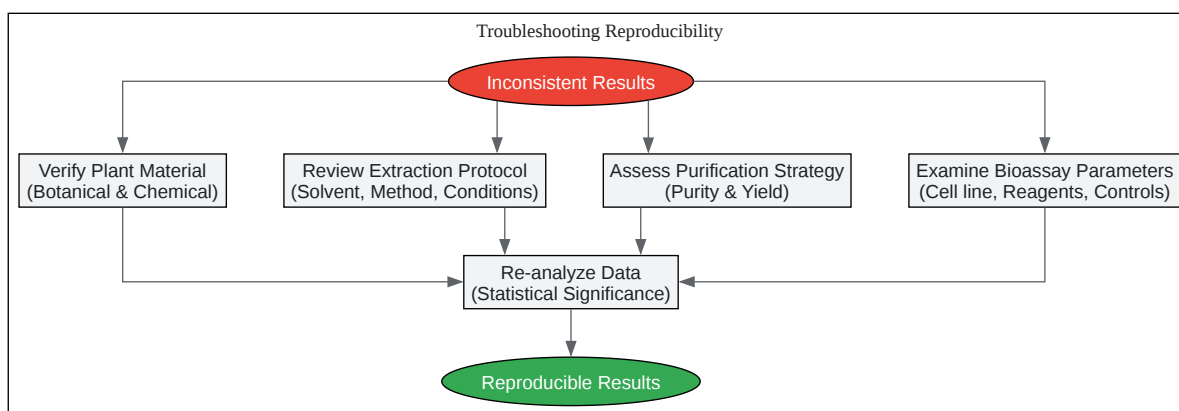 Troubleshooting Reproducibility
Inconsistent Results
Verify Plant Material
(Botanical & Chemical)
Review Extraction Protocol
(Solvent, Method, Conditions)
Assess Purification Strategy
(Purity & Yield)
Examine Bioassay Parameters
(Cell line, Reagents, Controls)
Re-analyze Data
(Statistical Significance)
Reproducible Results